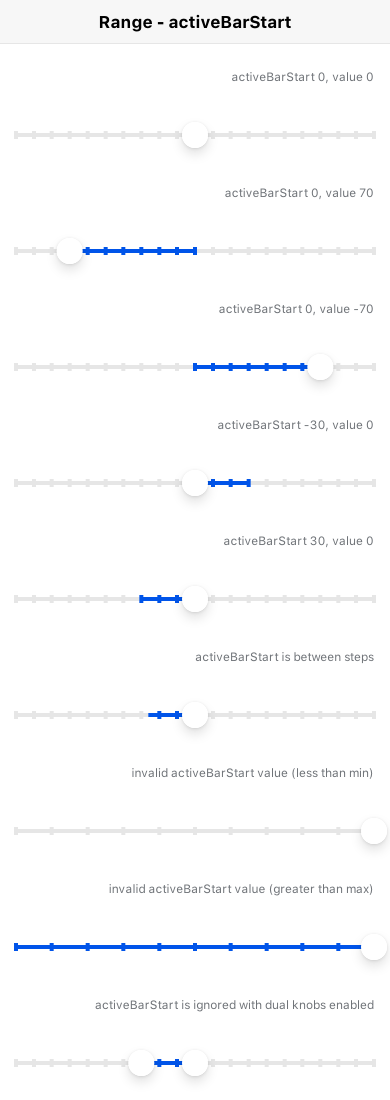 Range - activeBarStart
activeBarStart 0, value 0
activeBarStart 0, value 70
activeBarStart 0, value -70
activeBarStart -30, value 0
activeBarStart 30, value 0
activeBarStart is between steps
invalid activeBarStart value (less than min)
invalid activeBarStart value (greater than max)
activeBarStart is ignored with dual knobs enabled